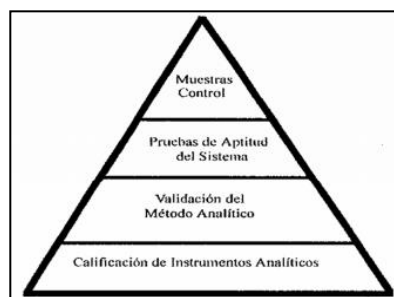 Muestras
Control
Pruebas de Aptitud
del Sistema
Validación del
Método Analítico
Calificación de Instrumentos Analíticos